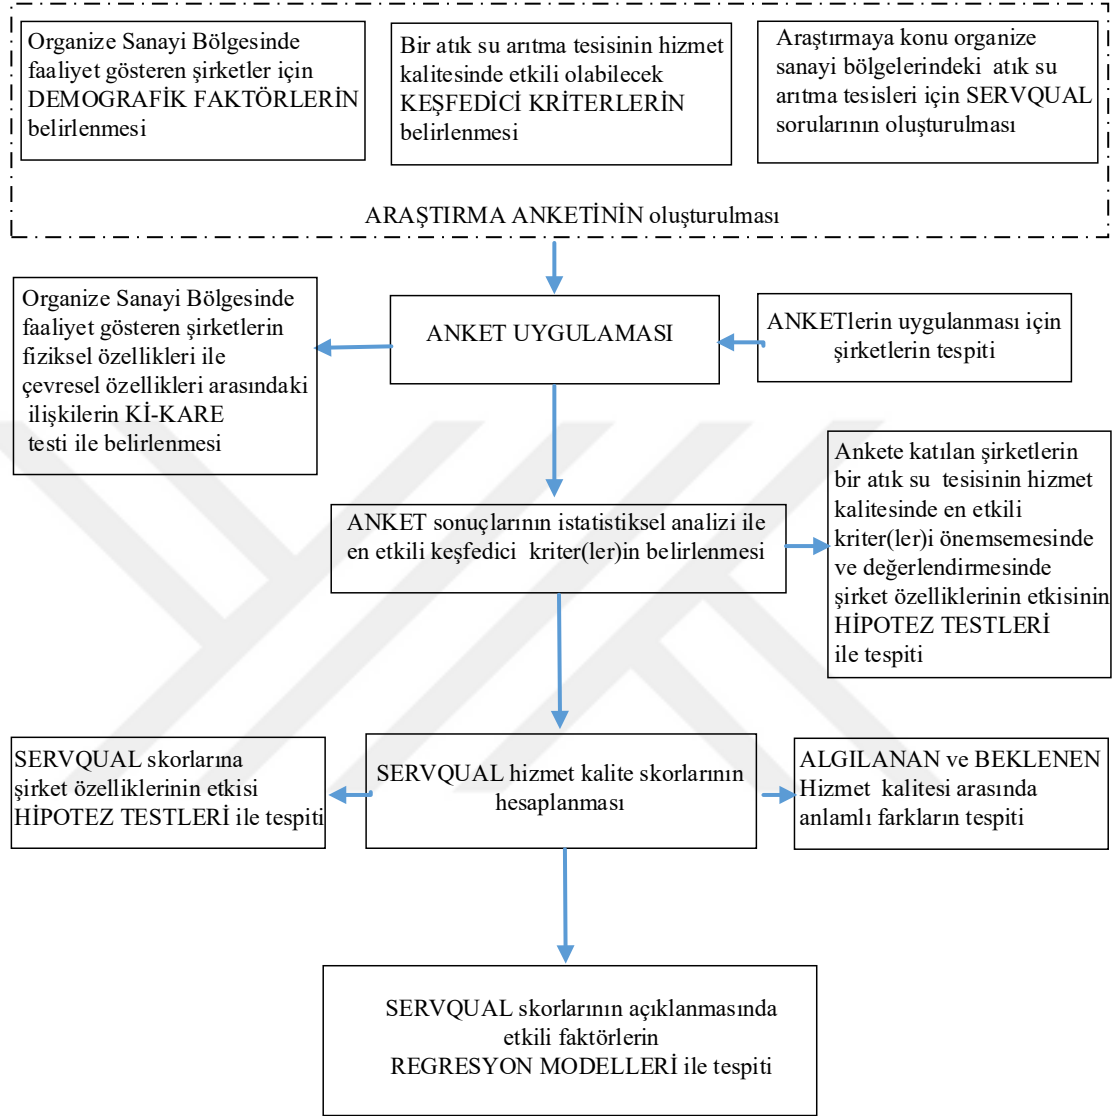 Organize Sanayi Bölgesinde
faaliyet gösteren şirketler için
DEMOGRAFİK FAKTÖRLERİN
belirlenmesi
Bir atık su arıtma tesisinin hizmet
kalitesinde etkili olabilecek
KEŞFEDİCİ KRİTERLERİN
belirlenmesi
Araştırmaya konu organize
sanayi bölgelerindeki atık su
arıtma tesisleri için SERVQUAL
sorularının oluşturulması
ARAŞTIRMA ANKETİNİN oluşturulması
Organize Sanayi Bölgesinde
faaliyet gösteren şirketlerin
fiziksel özellikleri ile
çevresel özellikleri arasındaki
ilişkilerin Kİ-KARE
testi ile belirlenmesi
ANKET UYGULAMASI
ANKETlerin uygulanması için
şirketlerin tespiti
ANKET sonuçlarının istatistiksel analizi ile
en etkili keşfedici kriter(ler)in belirlenmesi
Ankete katılan şirketlerin
bir atık su tesisinin hizmet
kalitesinde en etkili
kriter(ler)i önemsemesinde
ve değerlendirmesinde
şirket özelliklerinin etkisinin
HİPOTEZ TESTLERİ
ile tespiti
SERVQUAL skorlarına
şirket özelliklerinin etkisi
HİPOTEZ TESTLERİ ile tespiti
SERVQUAL hizmet kalite skorlarının
hesaplanması
ALGILANAN ve BEKLENEN
Hizmet kalitesi arasında
anlamlı farkların tespiti
SERVQUAL skorlarının açıklanmasında
etkili faktörlerin
REGRESYON MODELLERİ ile tespiti